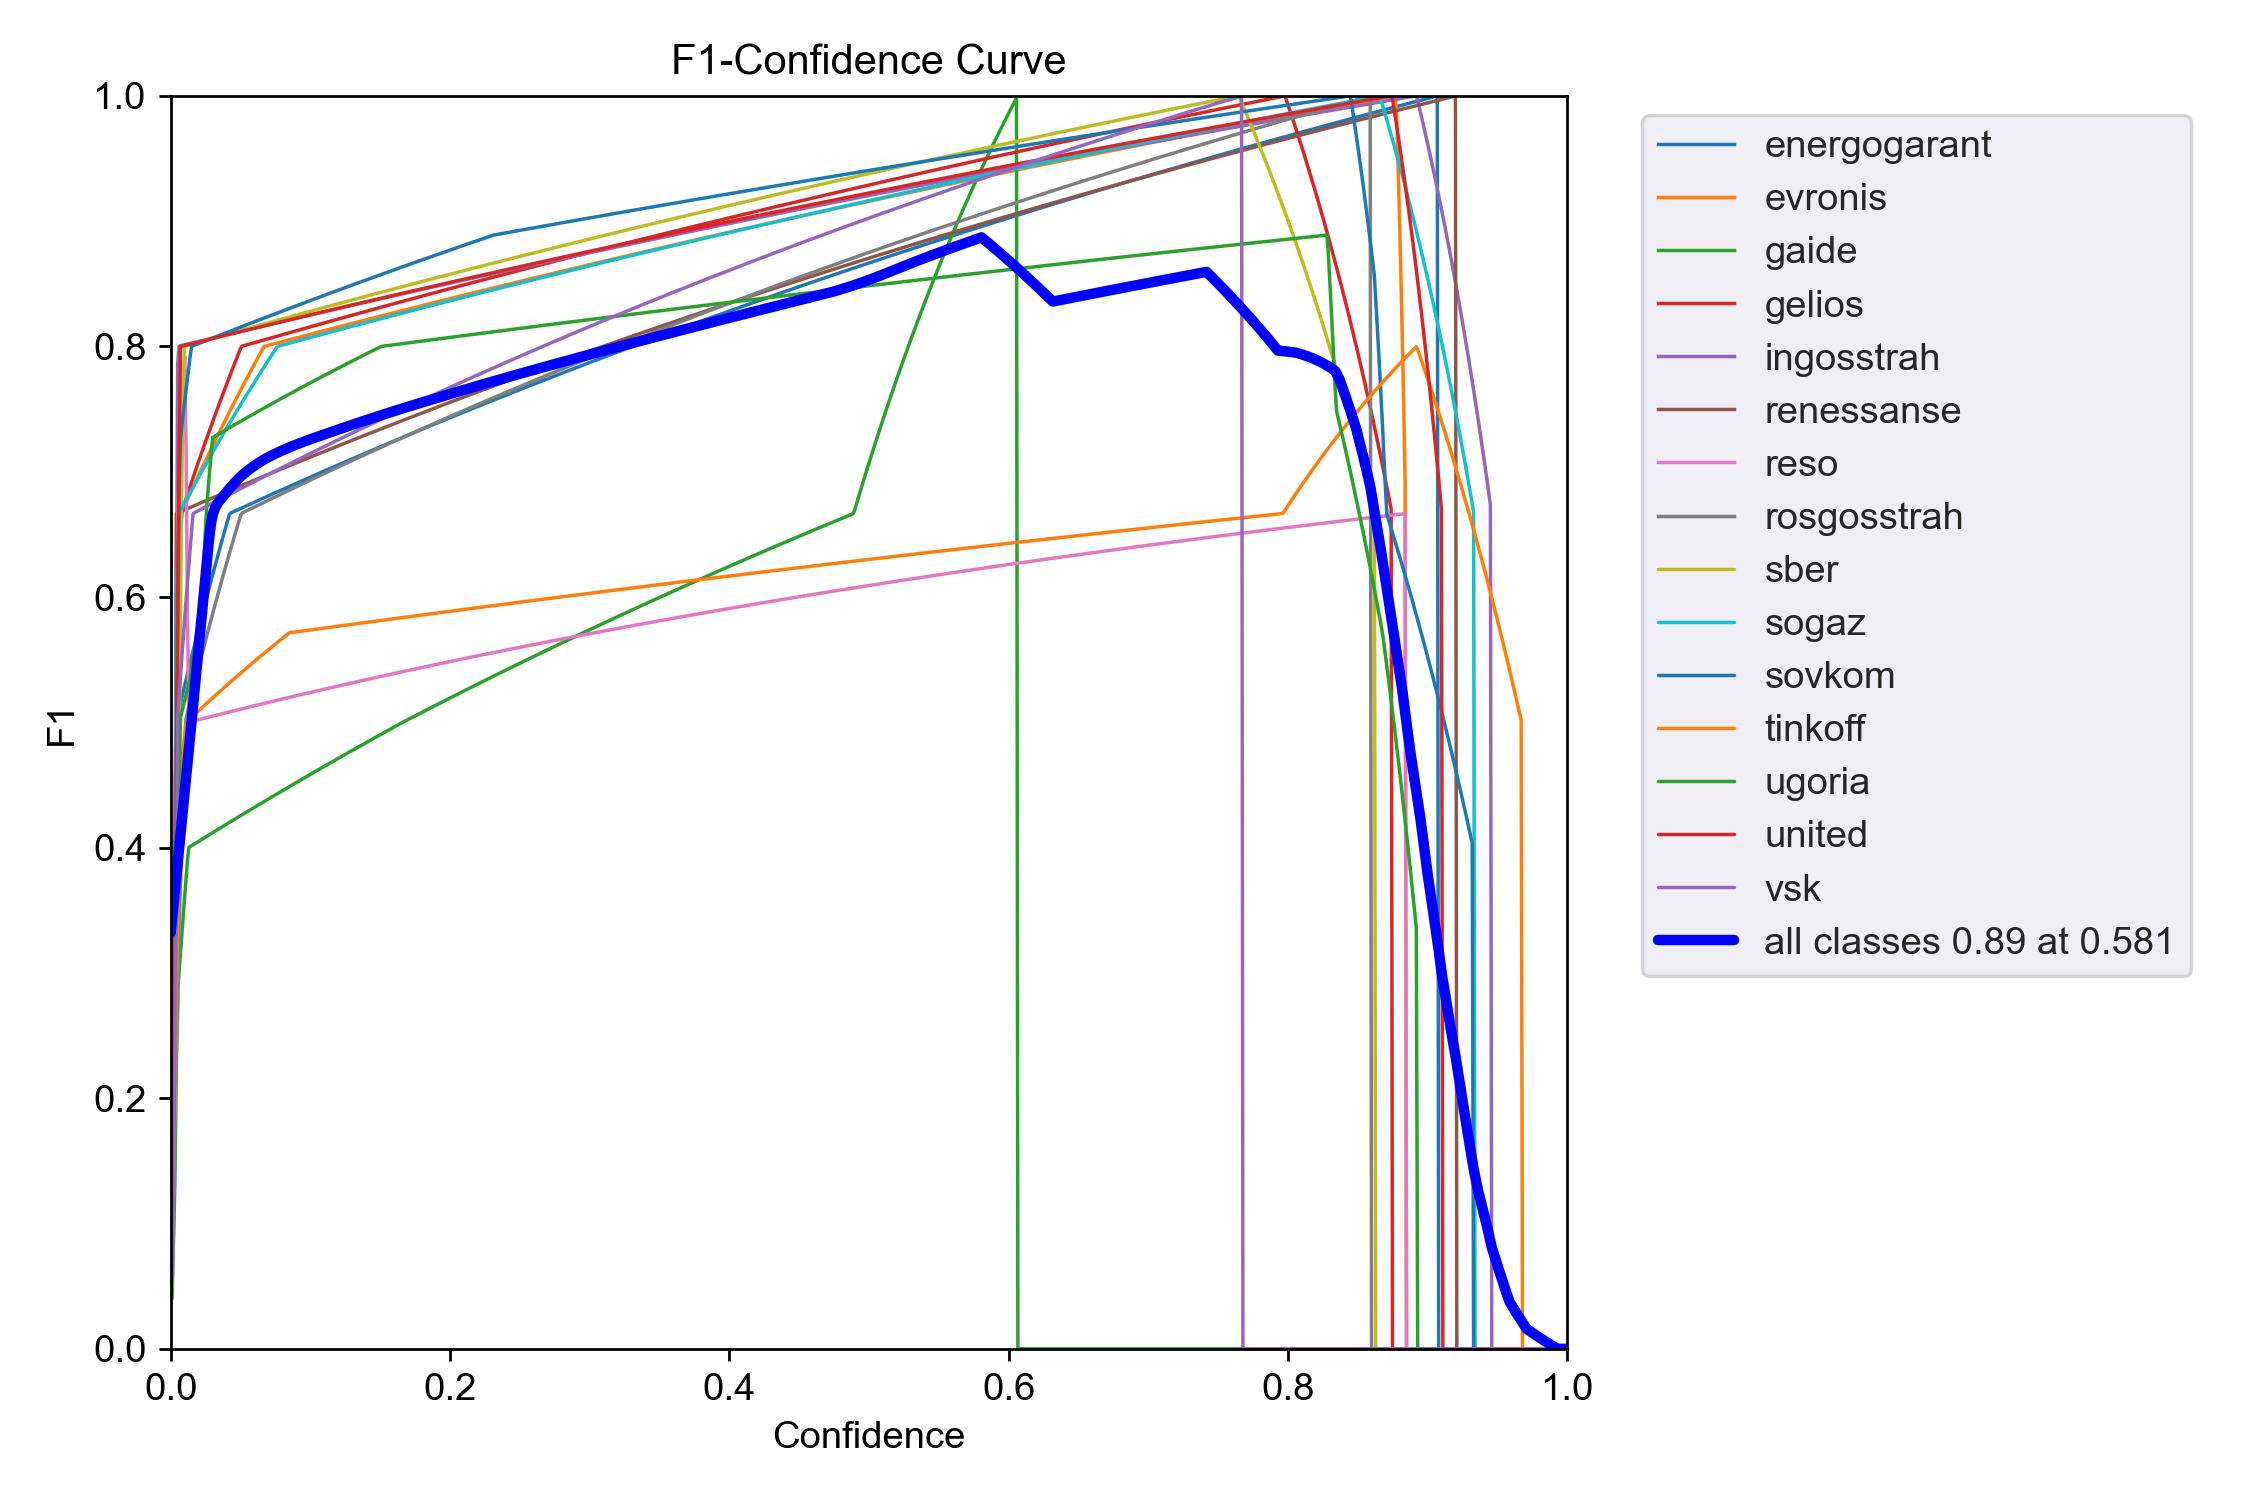 F1-Confidence Curve
1.0
0.8
0.6
0.4
0.2
0.0
F1
0.0 0.2 0.4 0.6 0.8 1.0
Confidence
energogarant
evronis
gaide
gelios
ingosstrah
renessanse
reso
rosgosstrah
sber
sogaz
sovkom
tinkoff
ugoria
united
vsk
all classes 0.89 at 0.581